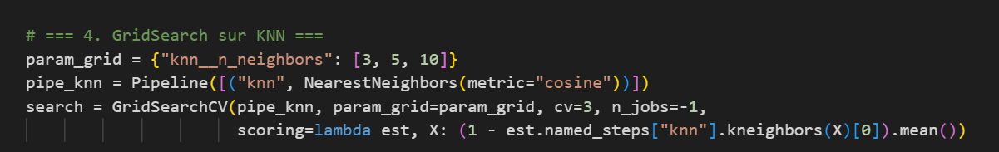 # === 4. GridSearch sur KNN ===
param_grid = {"knn__n_neighbors": [3, 5, 10]}
pipe_knn = Pipeline([("knn", NearestNeighbors(metric="cosine"))])
search = GridSearchCV(pipe_knn, param_grid=param_grid, cv=3, n_jobs=-1,
                      scoring=lambda est, X: (1 - est.named_steps["knn"].kneighbors(X)[0]).mean())